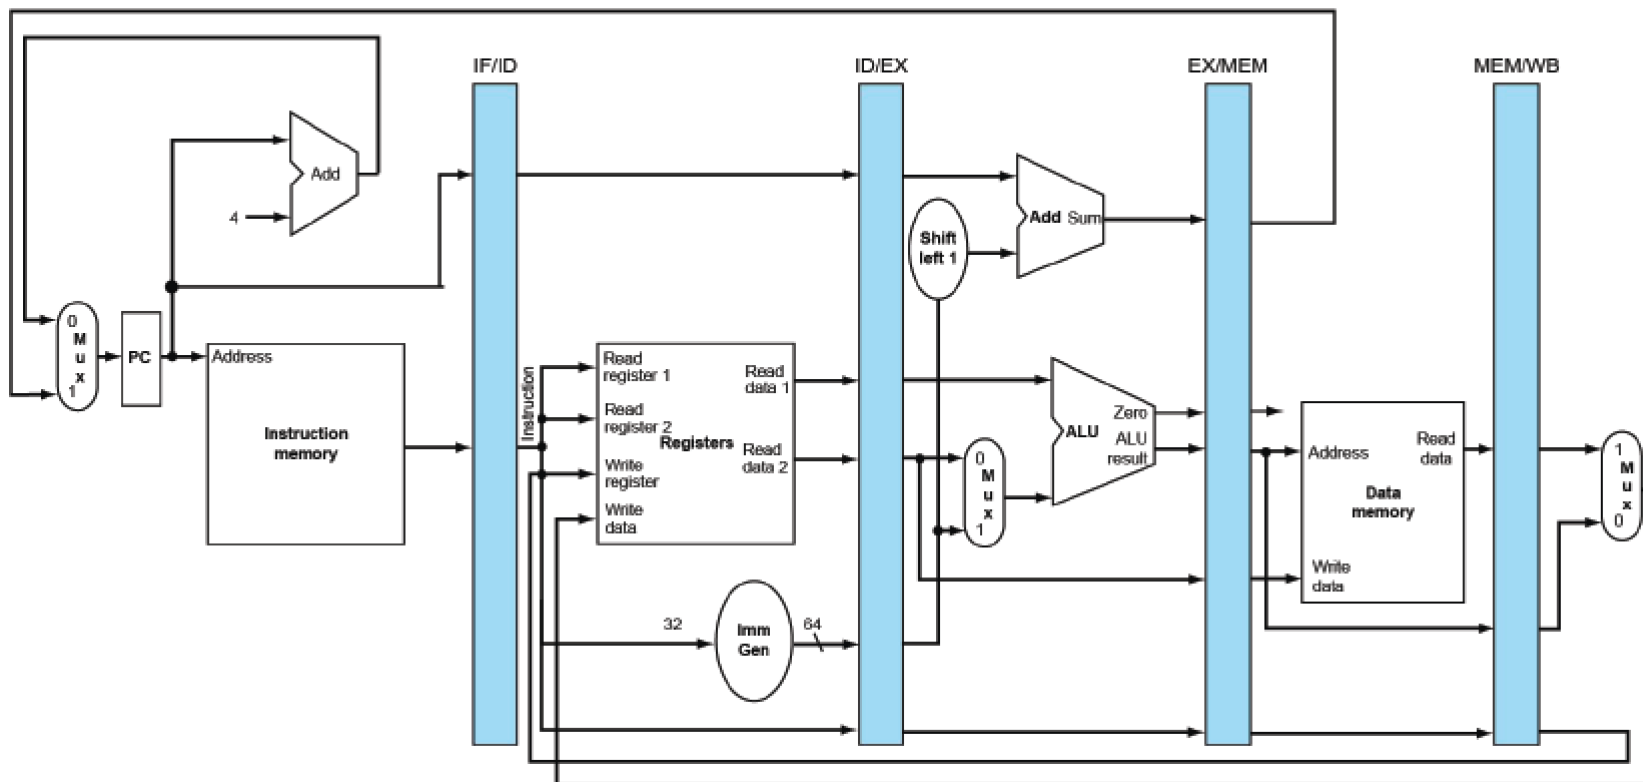 IF/ID
ID/EX
EX/MEM
MEM/WB
Add
4
Add Sum
Shift
left 1
0
M
u
x
1
PC
Address
Instruction
memory
Instruction
Read
register 1
Read
register 2
Registers
Write
register
Write
data
Read
data 1
Read
data 2
0
M
u
x
1
ALU
Zero
ALU
result
Address
Read
data
Data
memory
Write
data
1
M
u
x
0
32
Imm
Gen
64